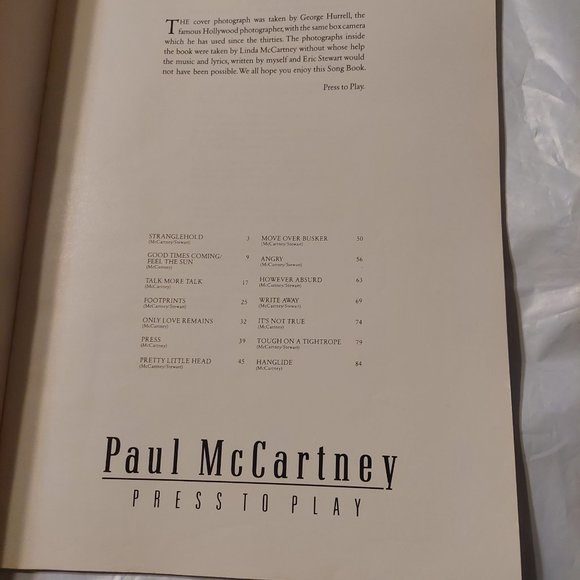 THE cover photograph was taken by George Hurrell, the
famous Hollywood photographer, with the same box camera
which he has used since the thirties. The photographs inside
the book were taken by Linda McCartney without whose help
the music and lyrics, written by myself and Eric Stewart would
not have been possible. We all hope you enjoy this Song Book.
Press to Play.
STRANGLEHOLD 3
(McCartney/Stewart)
GOOD TIMES COMING/ 9
FEEL THE SUN
(McCartney)
TALK MORE TALK 17
(McCartney)
FOOTPRINTS 25
(McCartney/Stewart)
ONLY LOVE REMAINS 32
(McCartney)
PRESS 39
(McCartney)
PRETTY LITTLE HEAD 45
(McCartney/Stewart)
MOVE OVER BUSKER 50
(McCartney/Stewart)
ANGRY 56
(McCartney/Stewart)
HOWEVER ABSURD 63
(McCartney/Stewart)
WRITE AWAY 69
(McCartney/Stewart)
IT'S NOT TRUE 74
(McCartney)
TOUGH ON A TIGHTROPE 79
(McCartney/Stewart)
HANGLIDE 84
(McCartney)
Paul McCartney
PRESS TO PLAY